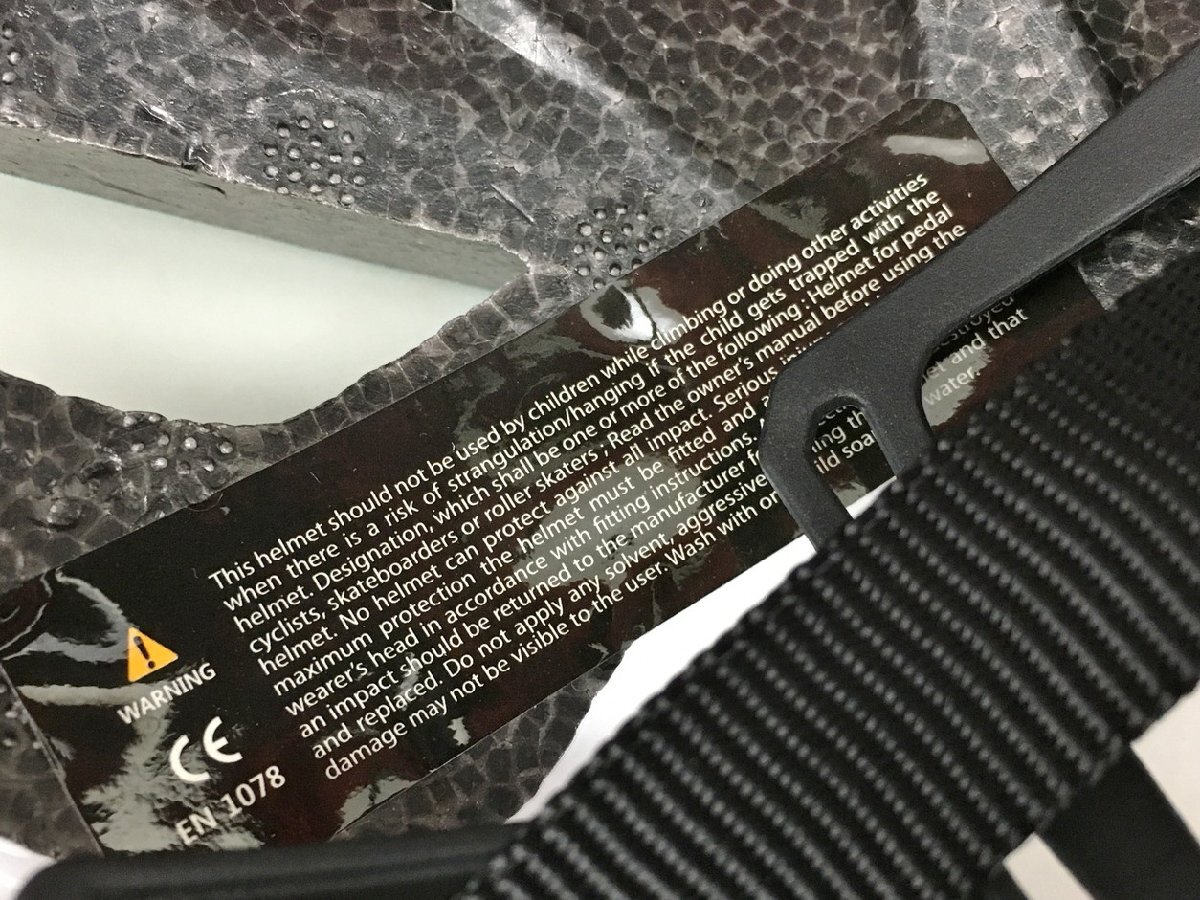 This helmet should not be used by children while climbing or doing other activities
when there is a risk of strangulation/hanging if the child gets trapped with the
helmet. Designation, which shall be one or more of the following : Helmet for pedal
cyclists, skateboarders or roller skaters ; Read the owner's manual before using the
helmet. No helmet can protect against all impact. Serious
maximum protection the helmet must be fitted and
wearer's head in accordance with fitting instructions.
an impact should be returned to the manufacturer
and replaced. Do not apply any solvent, aggressive
damage may not be visible to the user. Wash with
and that
water.
WARNING
CE
EN 1078